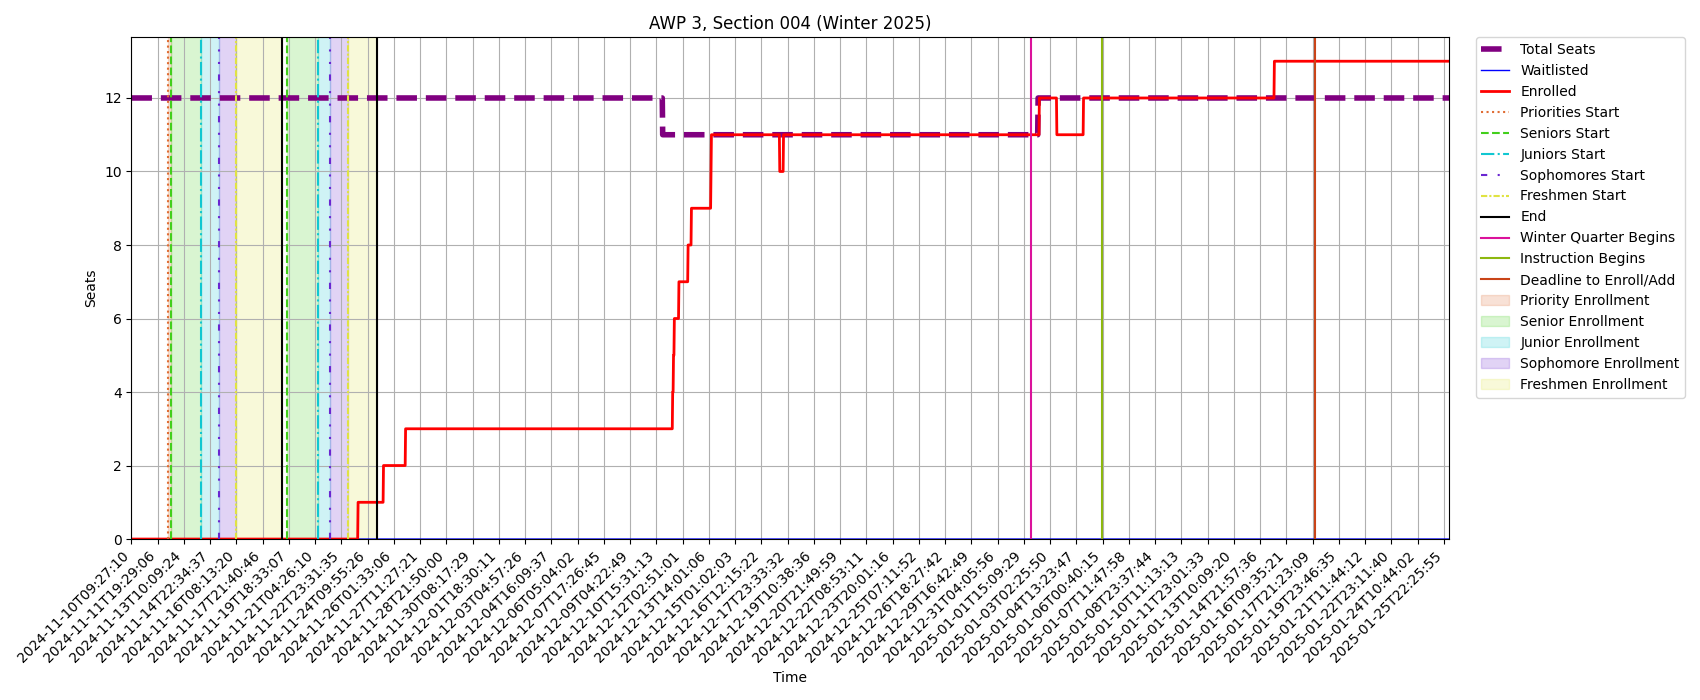 AWP 3, Section 004 (Winter 2025)
Seats
12
10
8
6
4
2
0
2024-11-10T09:27:10
2024-11-11T19:29:06
2024-11-13T10:09:24
2024-11-14T22:34:37
2024-11-16T08:13:20
2024-11-17T21:40:46
2024-11-19T18:33:07
2024-11-21T04:26:10
2024-11-22T23:31:35
2024-11-24T09:55:26
2024-11-26T01:33:06
2024-11-27T11:27:21
2024-11-28T21:50:00
2024-11-30T08:17:29
2024-12-01T18:30:11
2024-12-03T04:57:26
2024-12-04T16:09:37
2024-12-06T05:04:02
2024-12-07T17:26:45
2024-12-09T04:22:49
2024-12-10T15:31:13
2024-12-12T02:51:01
2024-12-13T14:01:06
2024-12-15T01:02:03
2024-12-16T12:15:22
2024-12-17T23:33:32
2024-12-19T10:38:36
2024-12-20T21:49:59
2024-12-22T08:53:11
2024-12-23T20:01:16
2024-12-25T07:11:52
2024-12-26T18:27:42
2024-12-29T16:42:49
2024-12-31T04:05:56
2025-01-01T15:09:29
2025-01-03T02:25:50
2025-01-04T13:23:47
2025-01-06T00:40:15
2025-01-07T11:47:58
2025-01-08T23:37:44
2025-01-10T11:13:13
2025-01-11T23:01:33
2025-01-13T10:09:20
2025-01-14T21:57:36
2025-01-16T09:35:21
2025-01-17T21:23:09
2025-01-19T23:46:35
2025-01-21T11:44:12
2025-01-22T23:11:40
2025-01-24T10:44:02
2025-01-25T22:25:55
Time
Total Seats
Waitlisted
Enrolled
Priorities Start
Seniors Start
Juniors Start
Sophomores Start
Freshmen Start
End
Winter Quarter Begins
Instruction Begins
Deadline to Enroll/Add
Priority Enrollment
Senior Enrollment
Junior Enrollment
Sophomore Enrollment
Freshmen Enrollment